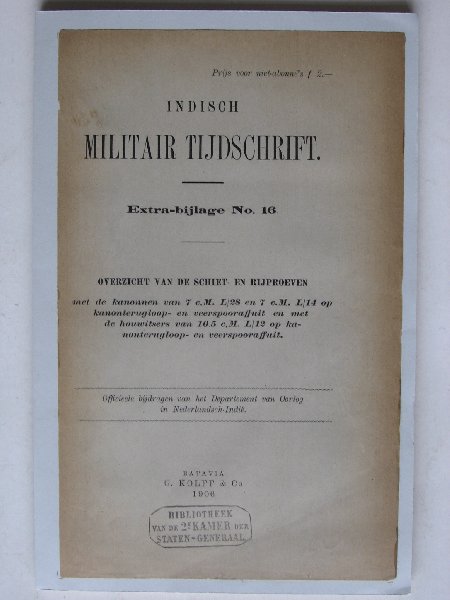 Prijs voor niet-abonné's f 2.—
INDISCH
MILITAIR TIJDSCHRIFT.
Extra-bijlage No. 16
OVERZICHT VAN DE SCHIET- EN RIJPROEVEN
met de kanonnen van 7 c.M. L/28 en 7 c.M. L/14 op
kanonterugloop- en veerspooraffuit en met
de houwitsers van 10.5 c.M. L/12 op ka-
nonterugloop- en veerspooraffuit.
Officieele bijdragen van het Departement van Oorlog
in Nederlandsch-Indië.
BATAVIA
G. KOLFF & Co
1906
BIBLIOTHEEK
VAN DE 2E KAMER DER
STATEN-GENERAAL